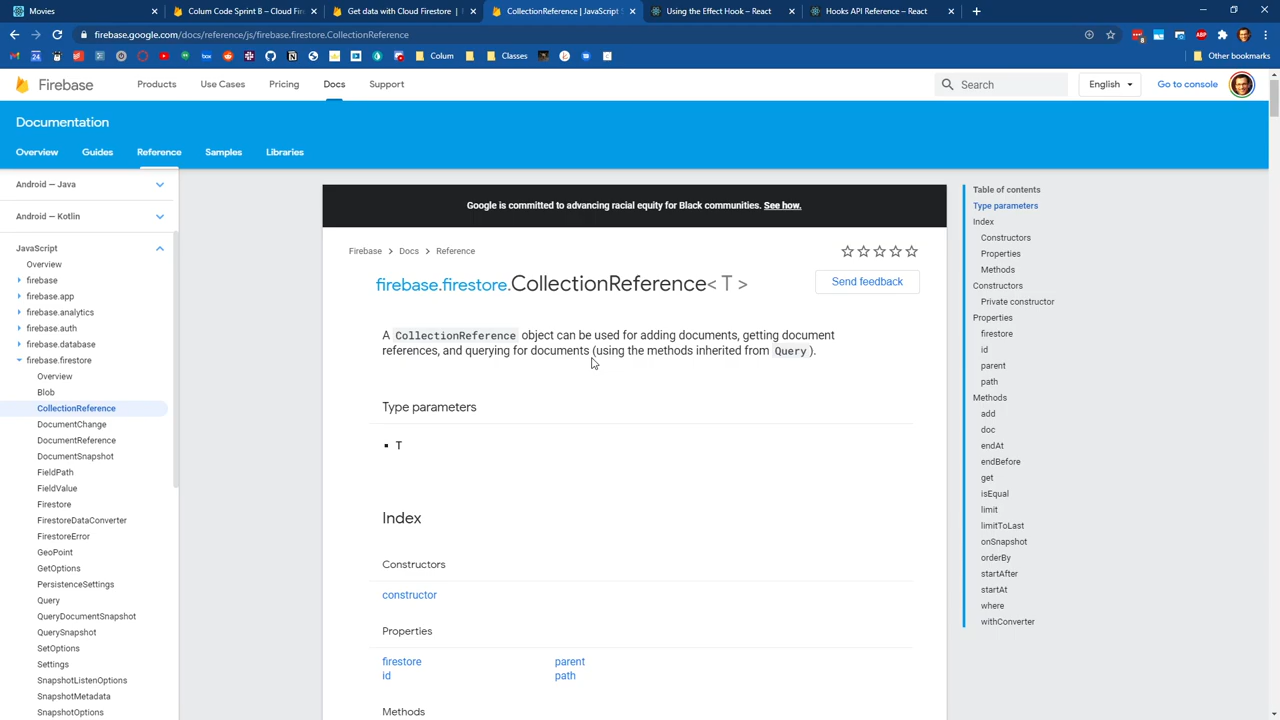 Movies
Colum Code Sprint B – Cloud Fire
Get data with Cloud Firestore |
CollectionReference | JavaScript S
Using the Effect Hook – React
Hooks API Reference – React
firebase.google.com/docs/reference/js/firebase.firestore.CollectionReference
Colum
Classes
Other bookmarks
Firebase
Products
Use Cases
Pricing
Docs
Support
Search
English
Go to console
Documentation
Overview
Guides
Reference
Samples
Libraries
Android — Java
Android — Kotlin
JavaScript
Overview
firebase
firebase.app
firebase.analytics
firebase.auth
firebase.database
firebase.firestore
Overview
Blob
CollectionReference
DocumentChange
DocumentReference
DocumentSnapshot
FieldPath
FieldValue
Firestore
FirestoreDataConverter
FirestoreError
GeoPoint
GetOptions
PersistenceSettings
Query
QueryDocumentSnapshot
QuerySnapshot
SetOptions
Settings
SnapshotListenOptions
SnapshotMetadata
SnapshotOptions
Google is committed to advancing racial equity for Black communities. See how.
Firebase
Docs
Reference
firebase.firestore.CollectionReference< T >
Send feedback
A CollectionReference object can be used for adding documents, getting document
references, and querying for documents (using the methods inherited from Query ).
Type parameters
T
Index
Constructors
constructor
Properties
firestore
parent
id
path
Methods
Table of contents
Type parameters
Index
Constructors
Properties
Methods
Constructors
Private constructor
Properties
firestore
id
parent
path
Methods
add
doc
endAt
endBefore
get
isEqual
limit
limitToLast
onSnapshot
orderBy
startAfter
startAt
where
withConverter